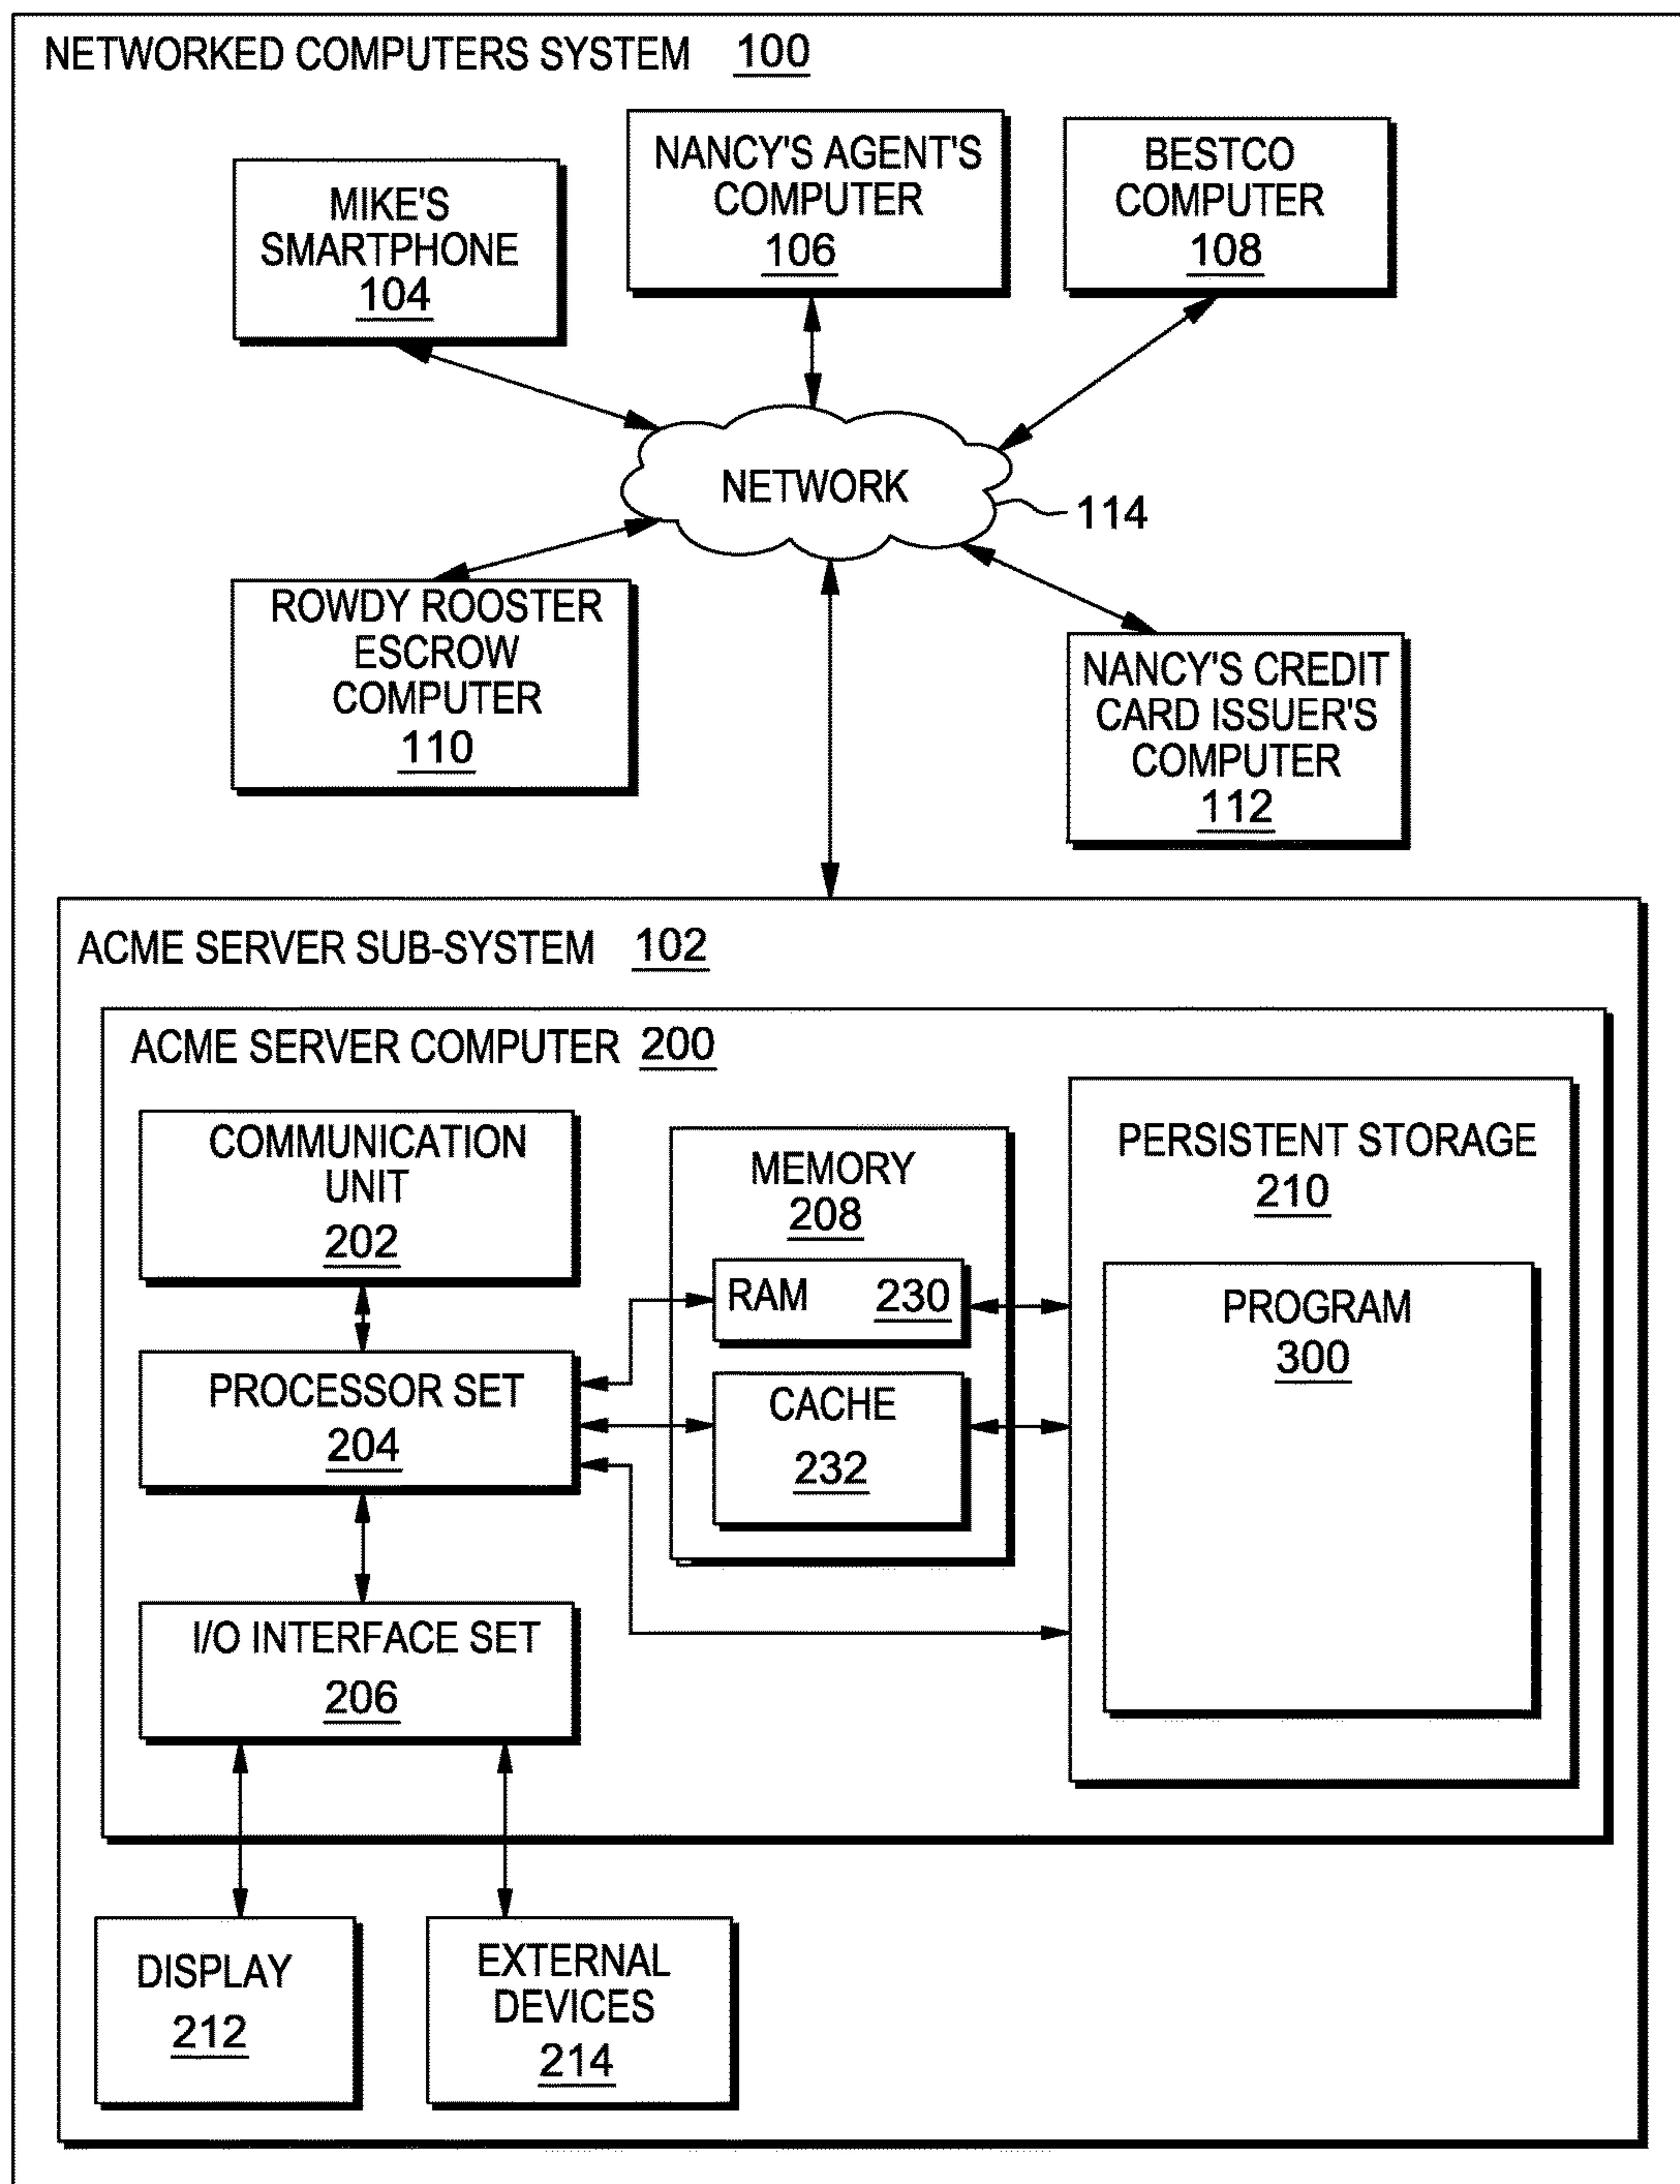 NETWORKED COMPUTERS SYSTEM 100
MIKE'S
SMARTPHONE
104
NANCY'S AGENT'S
COMPUTER
106
BESTCO
COMPUTER
108
NETWORK
114
ROWDY ROOSTER
ESCROW
COMPUTER
110
NANCY'S CREDIT
CARD ISSUER'S
COMPUTER
112
ACME SERVER SUB-SYSTEM 102
ACME SERVER COMPUTER 200
COMMUNICATION
UNIT
202
PROCESSOR SET
204
I/O INTERFACE SET
206
MEMORY
208
RAM 230
CACHE
232
PERSISTENT STORAGE
210
PROGRAM
300
DISPLAY
212
EXTERNAL
DEVICES
214